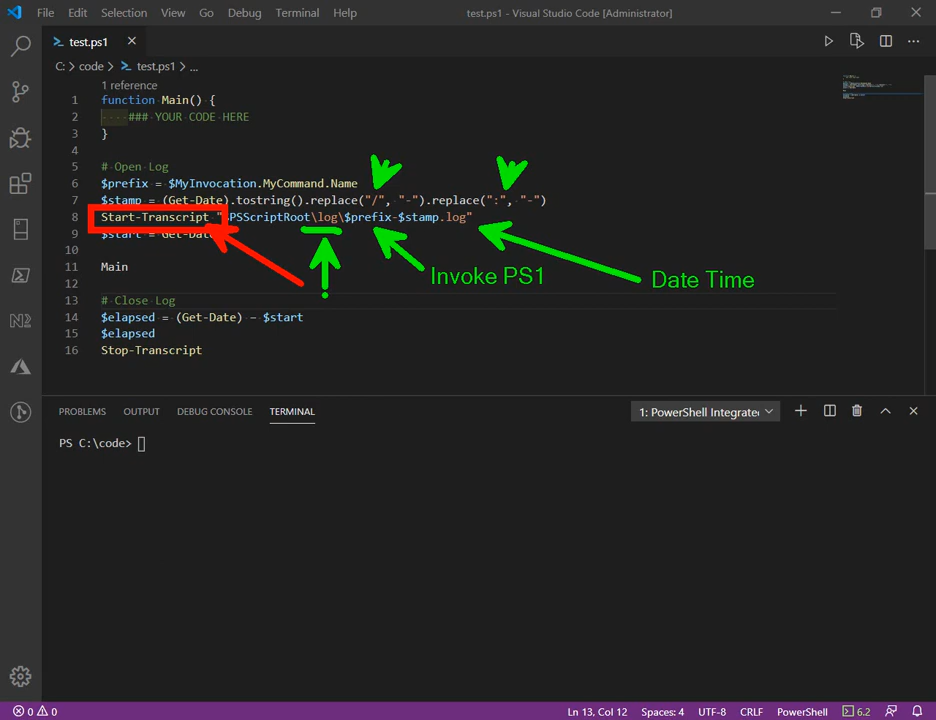 File Edit Selection View Go Debug Terminal Help test.ps1 - Visual Studio Code [Administrator]
test.ps1
C: > code > test.ps1 > ...
1 reference
1 function Main() {
2 ····###·YOUR·CODE·HERE
3 }
4
5 #·Open·Log
6 $prefix·=·$MyInvocation.MyCommand.Name
7 $stamp·=·(Get-Date).tostring().replace("/",·"-").replace(":",·"-")
8 Start-Transcript·"$PSScriptRoot\log\$prefix-$stamp.log"
9 $start·=·Get-Date
10
11 Main
12
13 #·Close·Log
14 $elapsed·=·(Get-Date)·-·$start
15 $elapsed
16 Stop-Transcript
Invoke PS1
Date Time
PROBLEMS OUTPUT DEBUG CONSOLE TERMINAL 1: PowerShell Integrate
PS C:\code>
0 0 Ln 13, Col 12 Spaces: 4 UTF-8 CRLF PowerShell 6.2